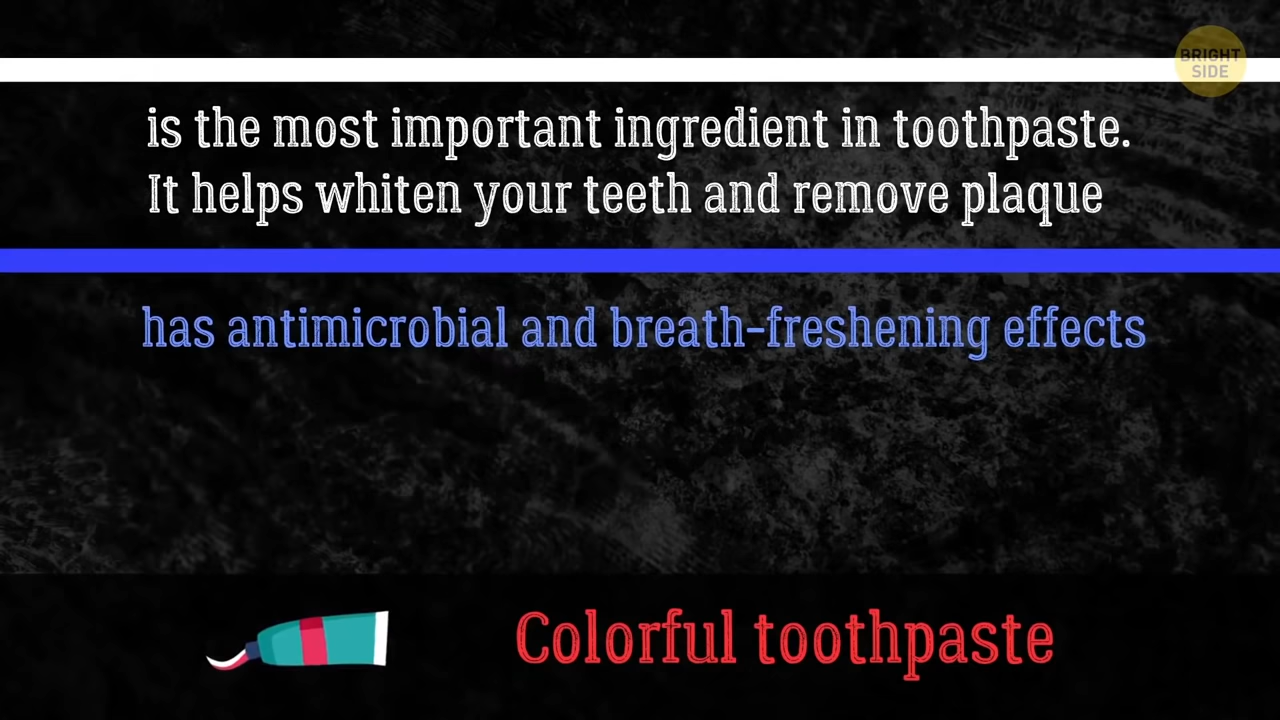 BRIGHT
SIDE
is the most important ingredient in toothpaste.
It helps whiten your teeth and remove plaque
has antimicrobial and breath-freshening effects
Colorful toothpaste